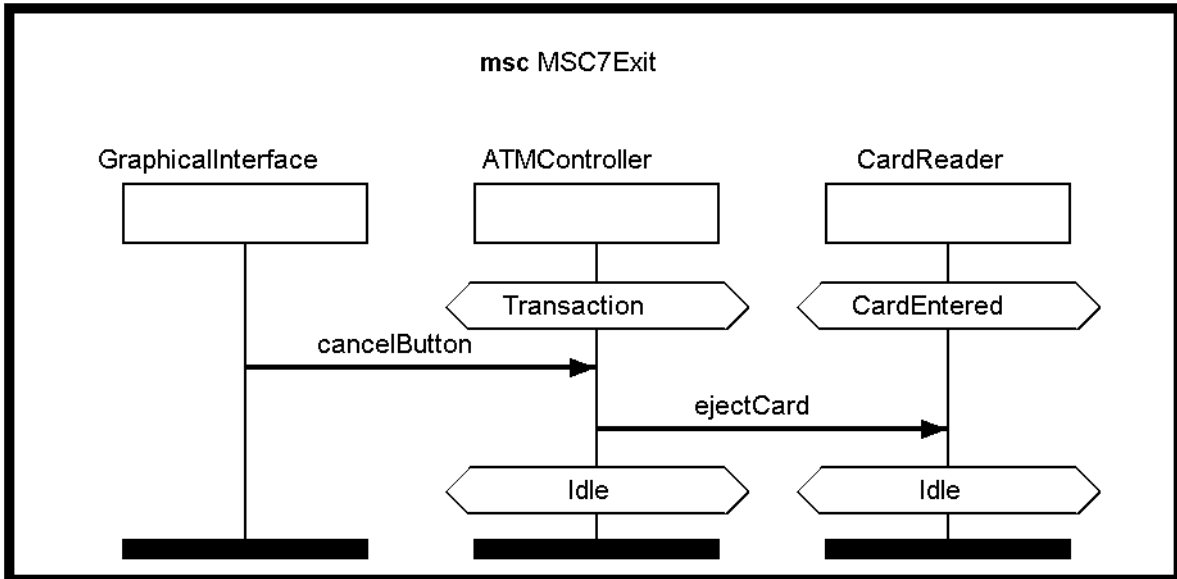 msc MSC7Exit
GraphicalInterface
ATMController
CardReader
Transaction
CardEntered
cancelButton
ejectCard
Idle
Idle